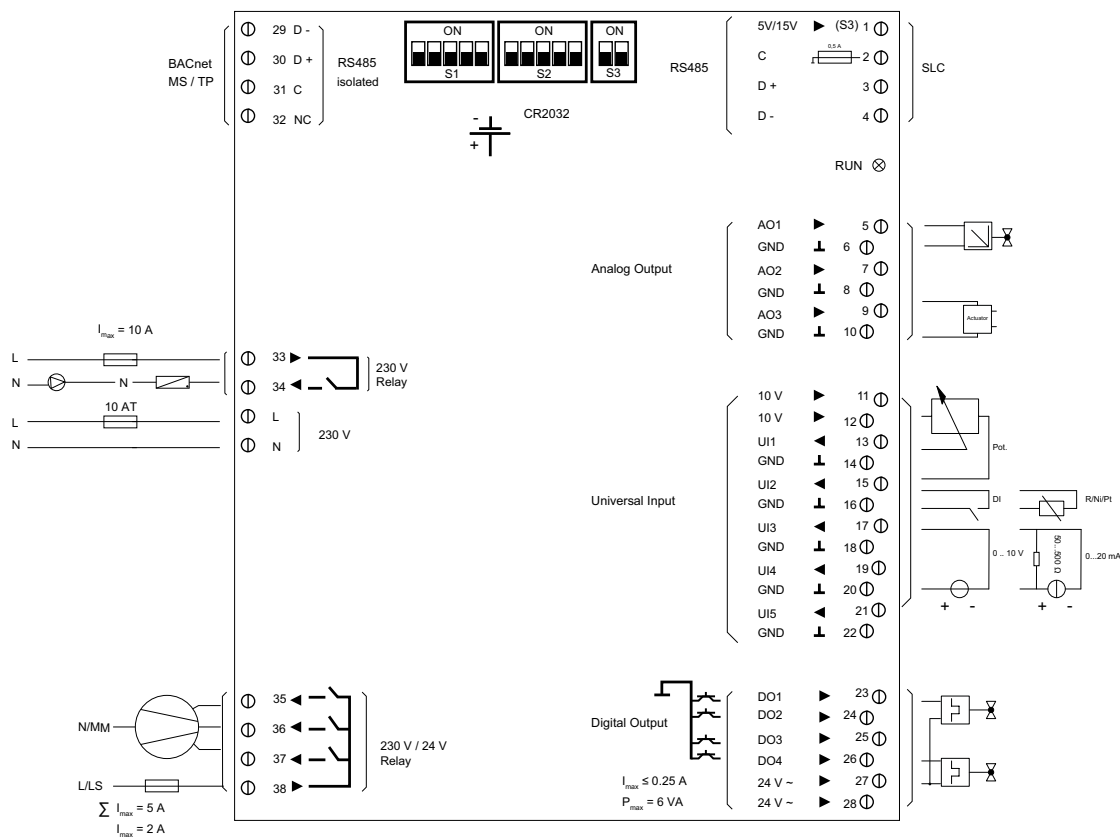 BACnet
MS / TP
29 D -
30 D +
31 C
32 NC
RS485
isolated
ON
S1
ON
S2
ON
S3
CR2032
-
+
RS485
5V/15V (S3) 1
C 0,5 A 2
D + 3
D - 4
SLC
RUN
Analog Output
AO1 5
GND 6
AO2 7
GND 8
AO3 9
GND 10
Actuator
Imax = 10 A
L
N N
33
34
230 V
Relay
10 AT
L L
N N
230 V
Universal Input
10 V 11
10 V 12
UI1 13
GND 14
UI2 15
GND 16
UI3 17
GND 18
UI4 19
GND 20
UI5 21
GND 22
Pot.
DI
R/Ni/Pt
0 .. 10 V
50...500 Ω
0...20 mA
+ -
+ -
N/MM
L/LS
∑ Imax = 5 A
Imax = 2 A
35
36
37
38
230 V / 24 V
Relay
Digital Output
Imax ≤ 0.25 A
Pmax = 6 VA
DO1 23
DO2 24
DO3 25
DO4 26
24 V ~ 27
24 V ~ 28